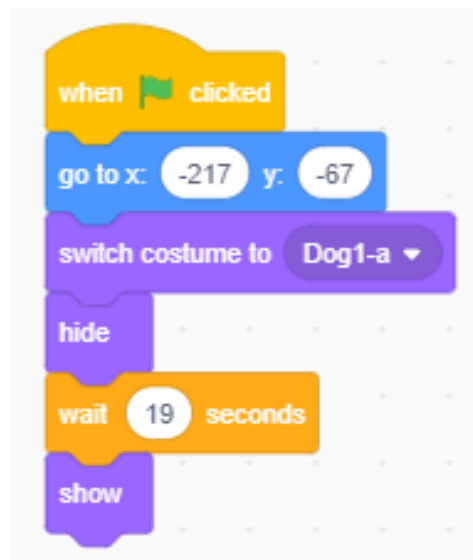 when clicked
go to x: -217 y: -67
switch costume to Dog1-a
hide
wait 19 seconds
show